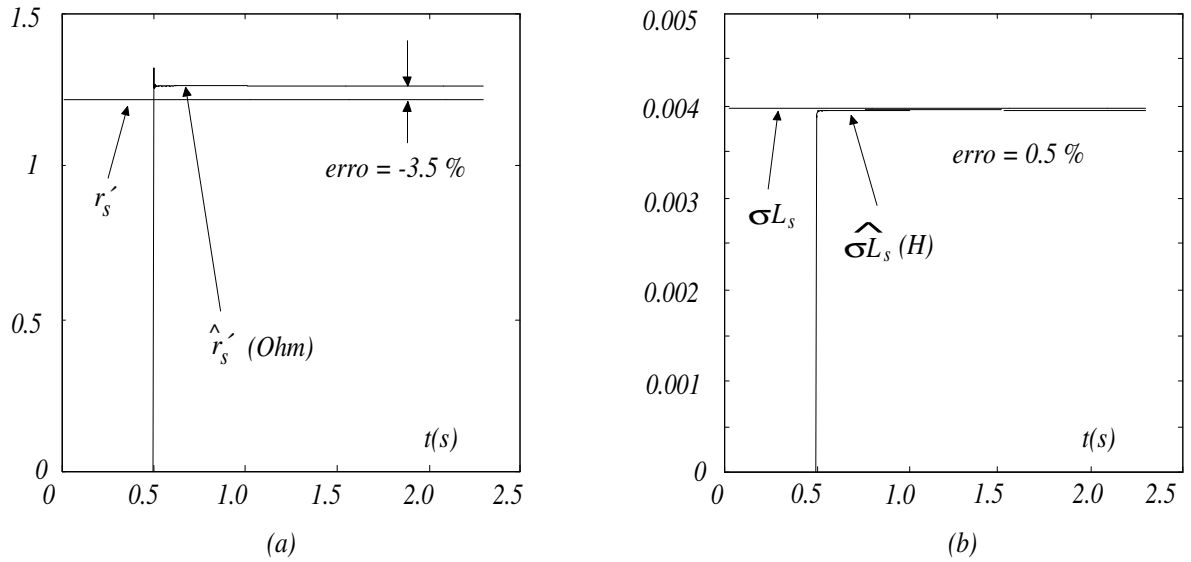 1.5
1
0.5
0
0
0.5
1.0
1.5
2.0
2.5
erro = -3.5 %
rs´
r̂s´ (Ohm)
t(s)
(a)
0.005
0.004
0.003
0.002
0.001
0
0
0.5
1.0
1.5
2.0
2.5
erro = 0.5 %
σLs
σL̂s (H)
t(s)
(b)